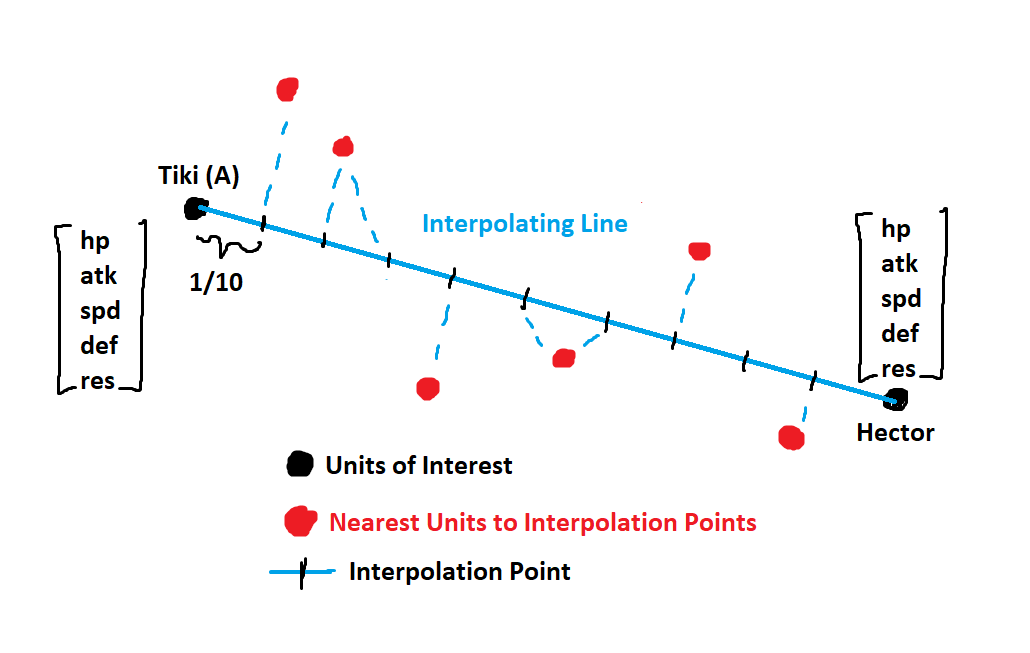 Tiki (A)
hp
atk
spd
def
res
1/10
Interpolating Line
hp
atk
spd
def
res
Hector
Units of Interest
Nearest Units to Interpolation Points
Interpolation Point